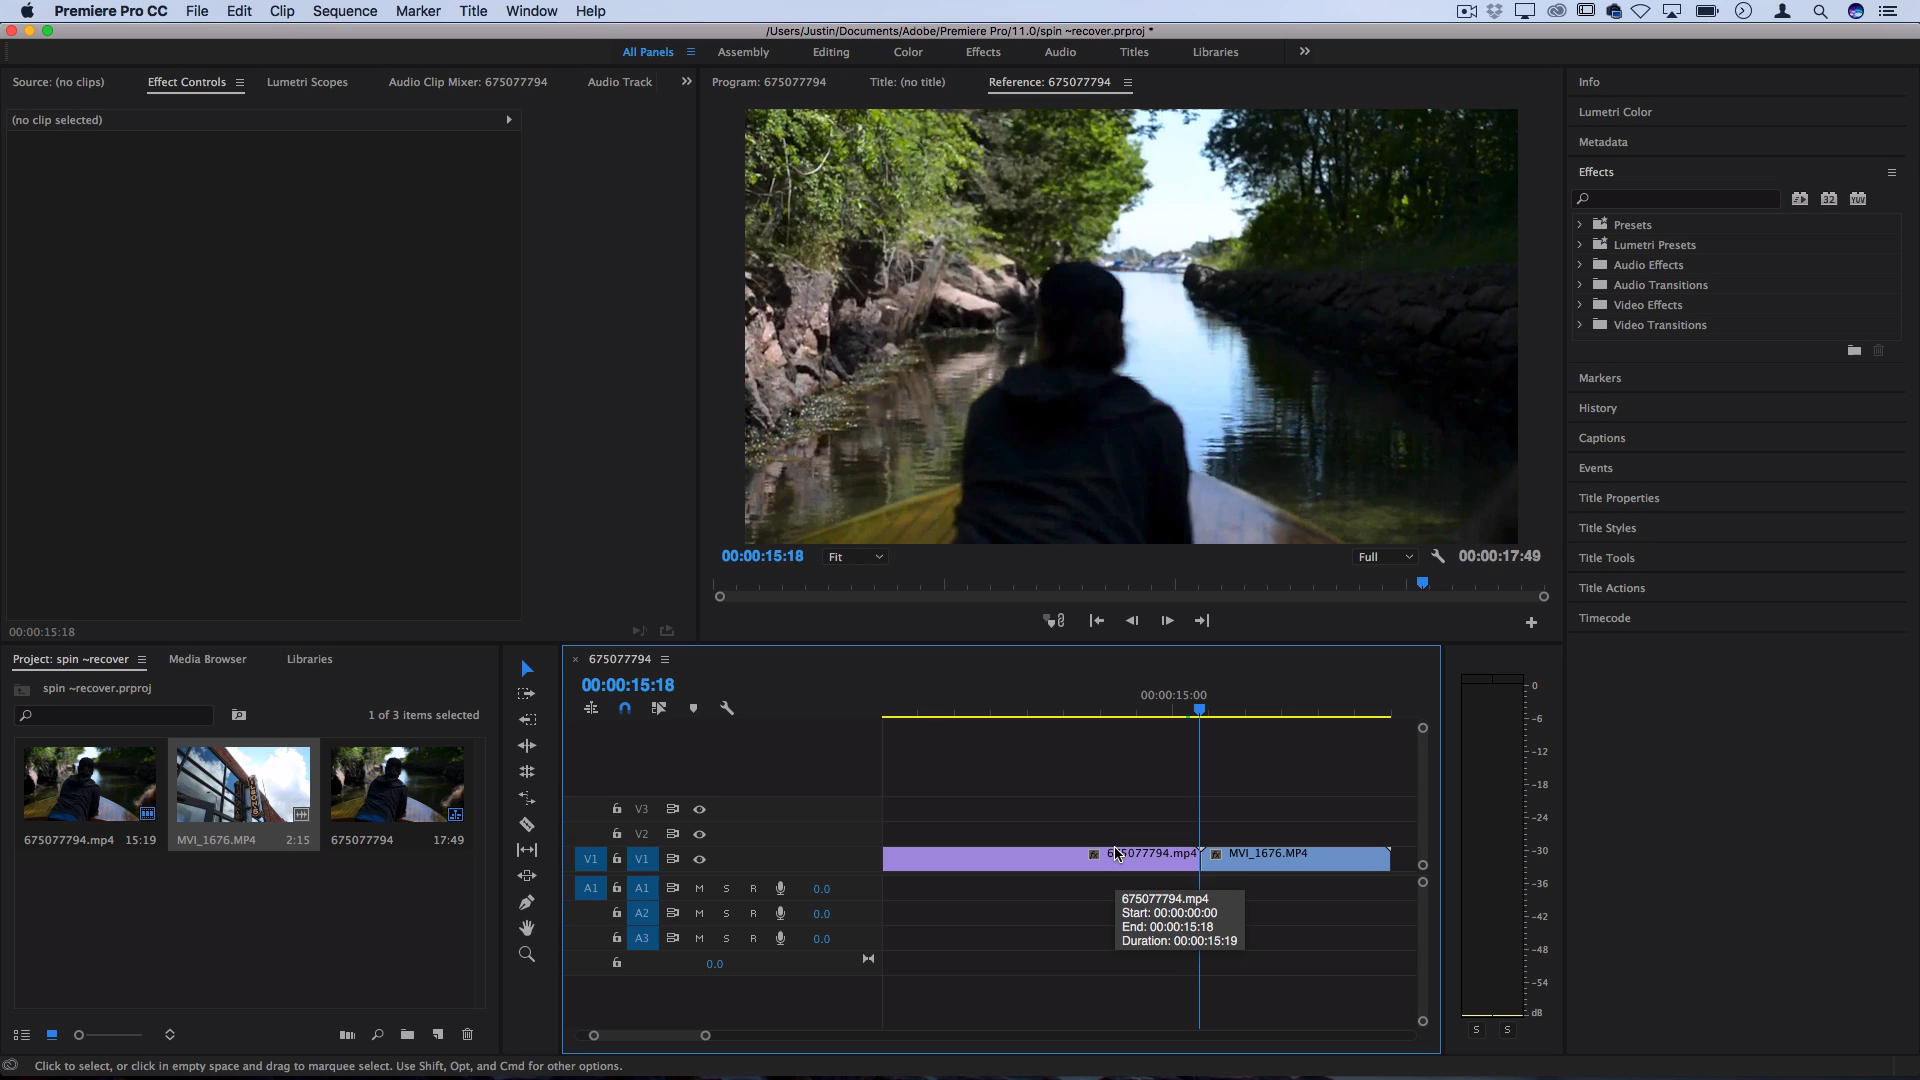 Premiere Pro CC File Edit Clip Sequence Marker Title Window Help
/Users/Justin/Documents/Adobe/Premiere Pro/11.0/spin ~recover.prproj *
All Panels Assembly Editing Color Effects Audio Titles Libraries
Source: (no clips) Effect Controls Lumetri Scopes Audio Clip Mixer: 675077794 Audio Track
(no clip selected)
00:00:15:18
Program: 675077794 Title: (no title) Reference: 675077794
00:00:15:18 Fit Full 00:00:17:49
Info
Lumetri Color
Metadata
Effects
32 YUV
Presets
Lumetri Presets
Audio Effects
Audio Transitions
Video Effects
Video Transitions
Markers
History
Captions
Events
Title Properties
Title Styles
Title Tools
Title Actions
Timecode
Project: spin ~recover Media Browser Libraries
spin ~recover.prproj
1 of 3 items selected
675077794.mp4 15:19 MVI_1676.MP4 2:15 675077794 17:49
675077794
00:00:15:18
00:00:15:00
V3
V2
V1 V1
675077794.mp4 MVI_1676.MP4
A1 A1 M S R 0.0
A2 M S R 0.0
A3 M S R 0.0
0.0
675077794.mp4
Start: 00:00:00:00
End: 00:00:15:18
Duration: 00:00:15:19
0
-6
-12
-18
-24
-30
-36
-42
-48
-54
dB
S S
Click to select, or click in empty space and drag to marquee select. Use Shift, Opt, and Cmd for other options.